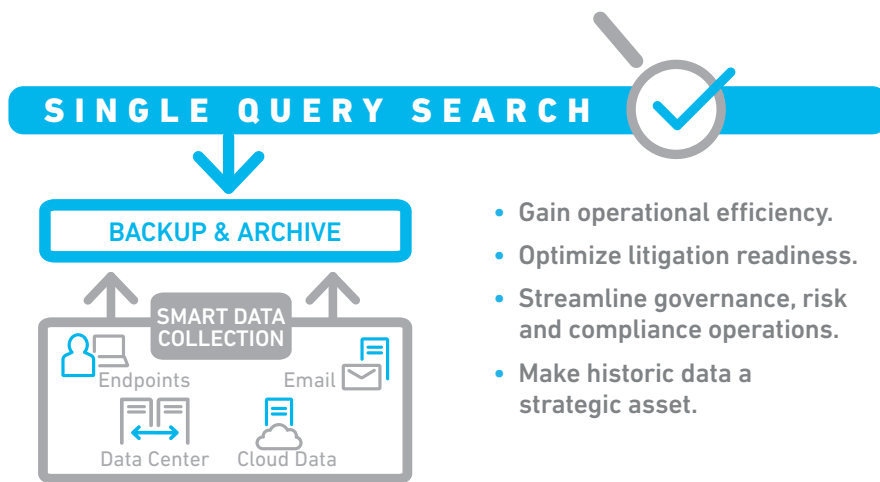 SINGLE QUERY SEARCH
BACKUP & ARCHIVE
SMART DATA
COLLECTION
Endpoints
Email
Data Center
Cloud Data
• Gain operational efficiency.
• Optimize litigation readiness.
• Streamline governance, risk
and compliance operations.
• Make historic data a
strategic asset.